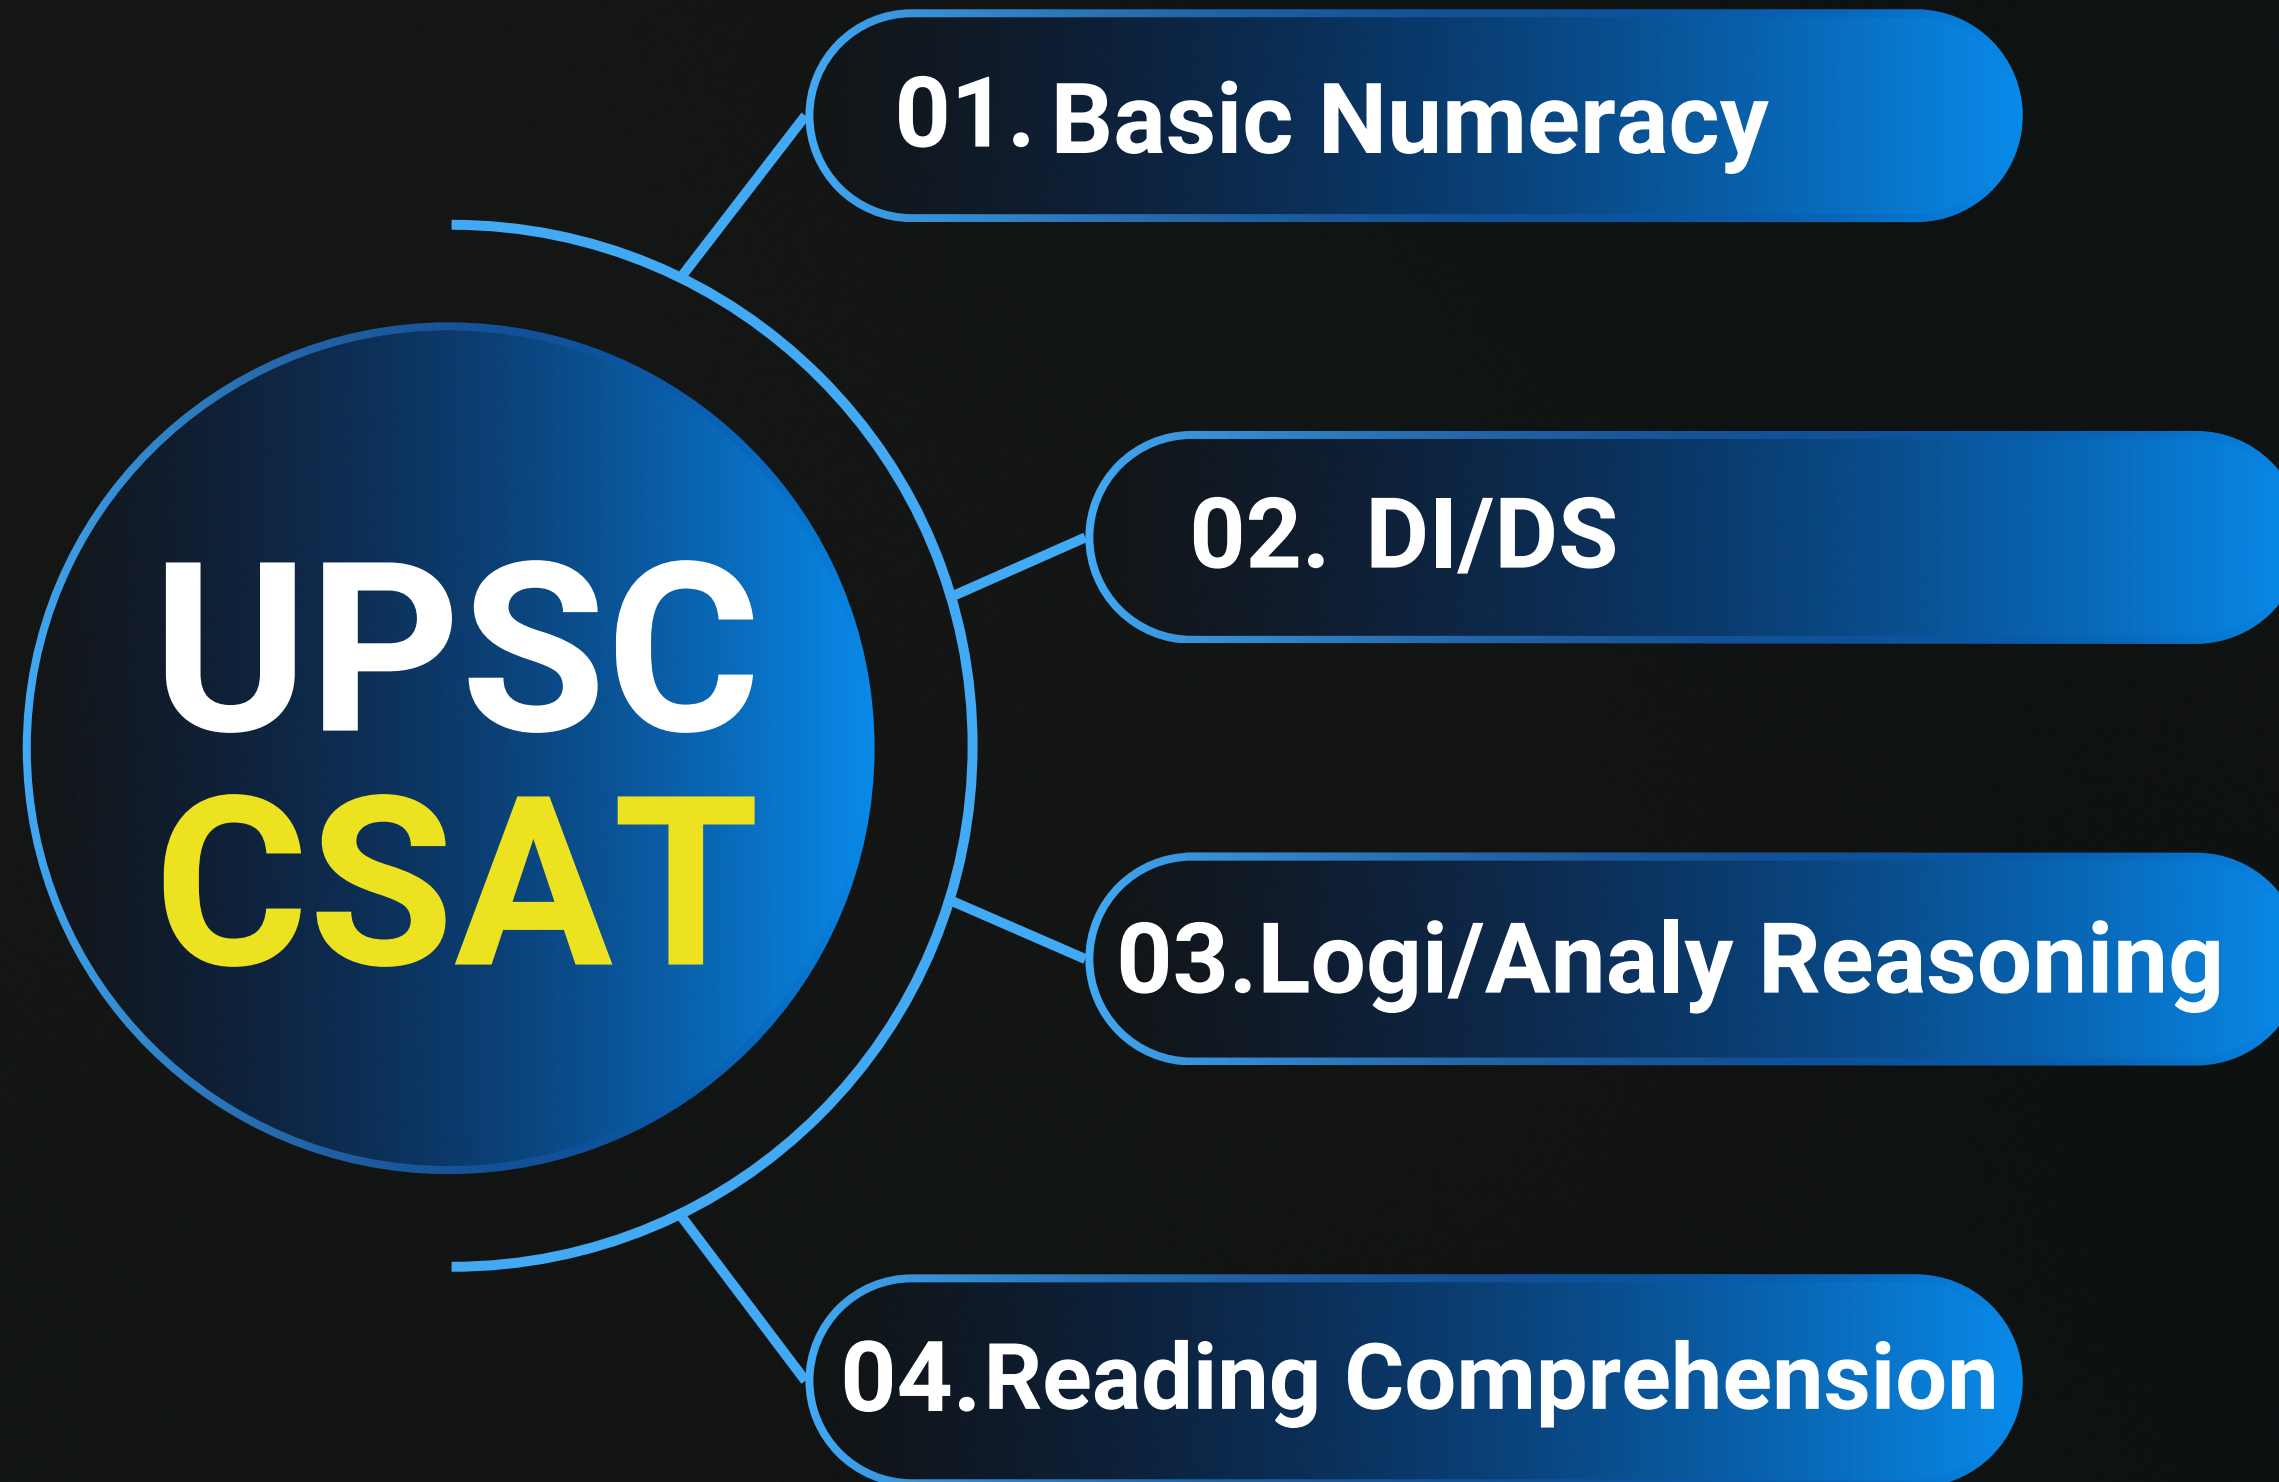 UPSC
CSAT
01. Basic Numeracy
02. DI/DS
03.Logi/Analy Reasoning
04.Reading Comprehension